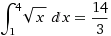 ∫₁⁴ √x dx = 14/3